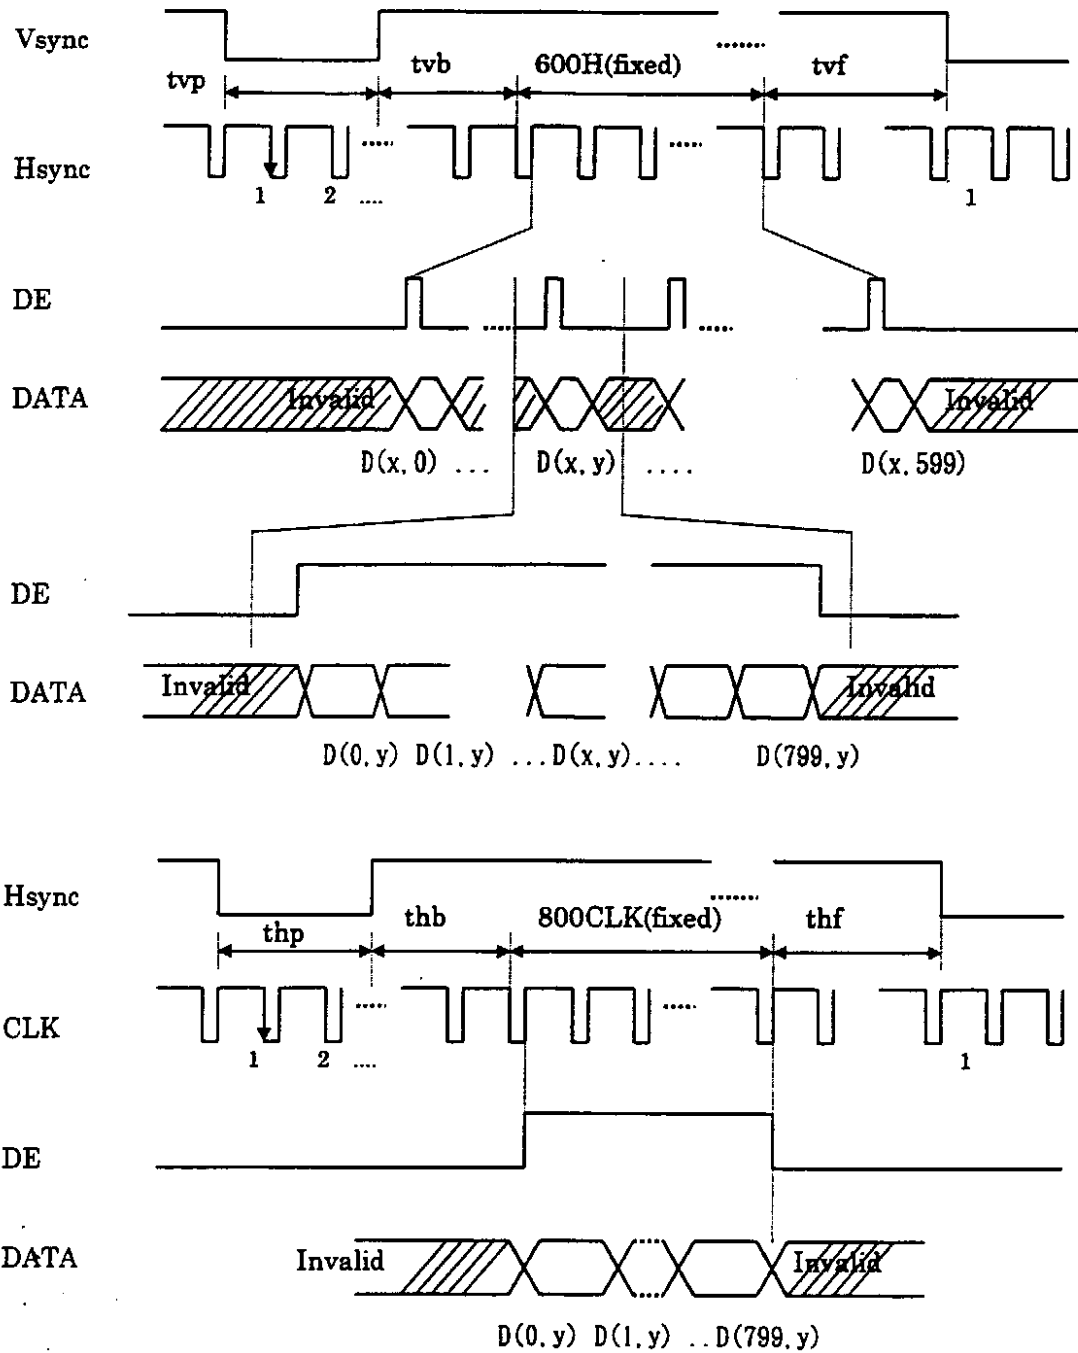 Vsync
tvp tvb 600H(fixed) tvf
Hsync
1 2 .... 1
DE
DATA Invalid Invalid
D(x, 0) ... D(x, y) .... D(x, 599)
DE
DATA Invalid Invalid
D(0, y) D(1, y) ...D(x, y).... D(799, y)
Hsync
thp thb 800CLK(fixed) thf
CLK
1 2 .... 1
DE
DATA Invalid Invalid
D(0, y) D(1, y) ..D(799, y)